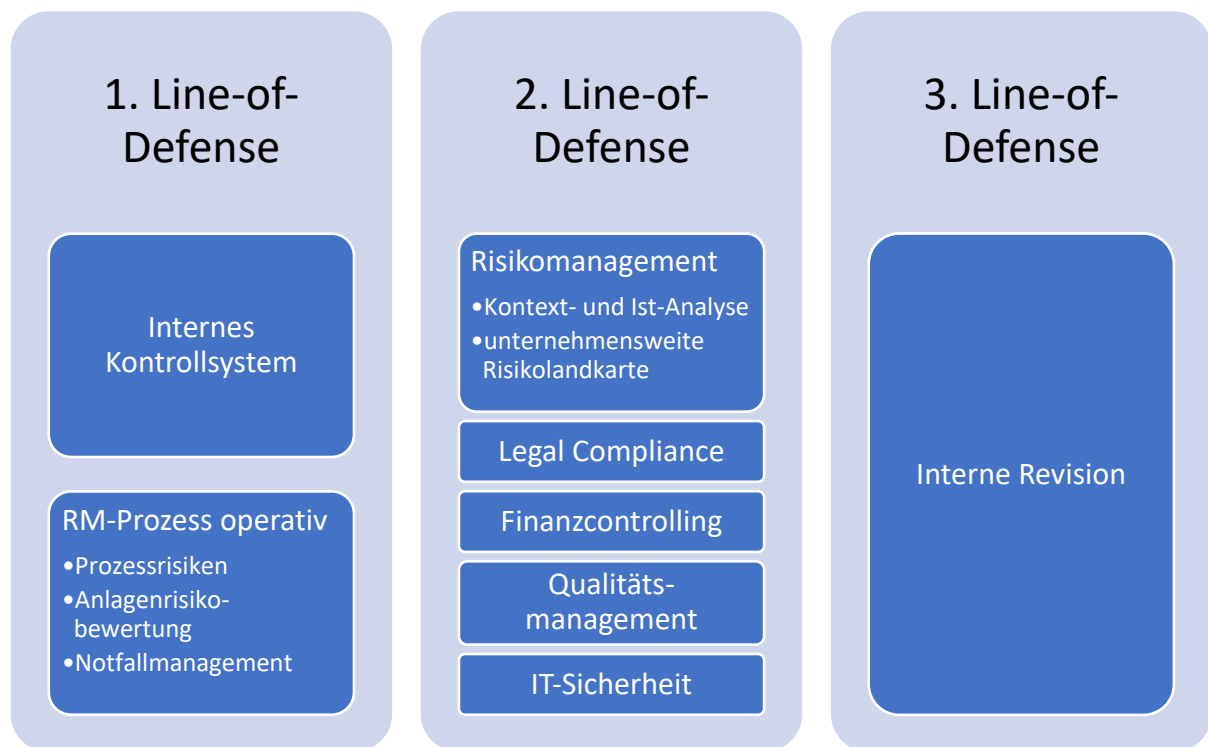 1. Line-of-
Defense
Internes
Kontrollsystem
RM-Prozess operativ
•Prozessrisiken
•Anlagenrisiko-
bewertung
•Notfallmanagement
2. Line-of-
Defense
Risikomanagement
•Kontext- und Ist-Analyse
•unternehmensweite
Risikolandkarte
Legal Compliance
Finanzcontrolling
Qualitäts-
management
IT-Sicherheit
3. Line-of-
Defense
Interne Revision